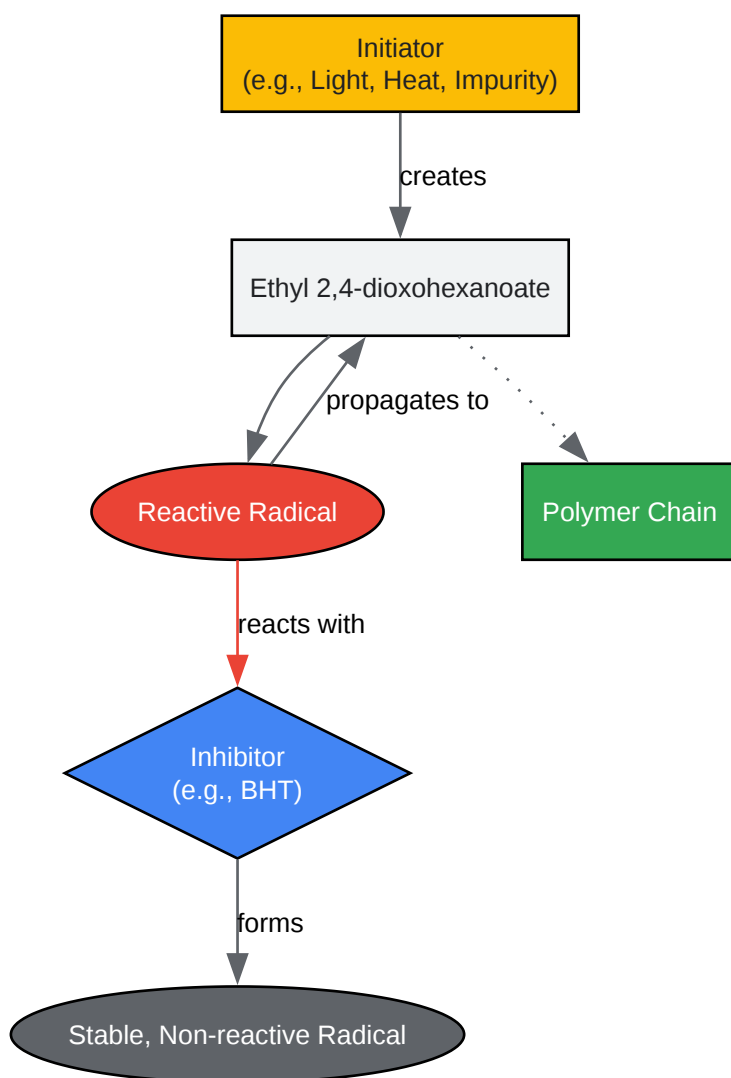 Initiator
(e.g., Light, Heat, Impurity)
creates
Ethyl 2,4-dioxohexanoate
propagates to
Reactive Radical
Polymer Chain
reacts with
Inhibitor
(e.g., BHT)
forms
Stable, Non-reactive Radical